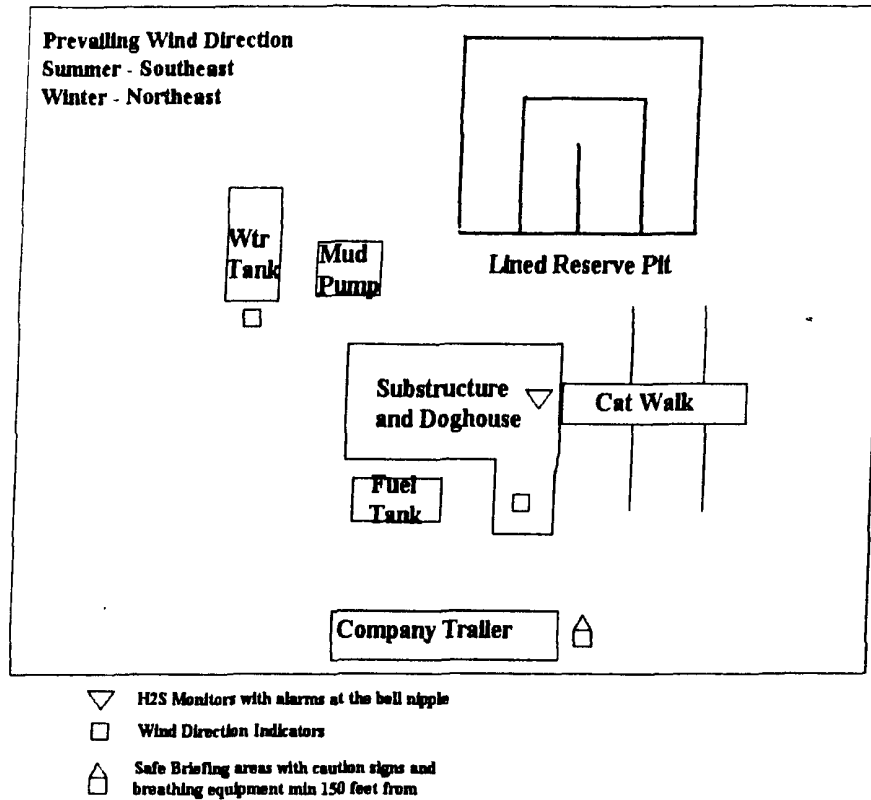 Prevailing Wind Direction
Summer - Southeast
Winter - Northeast
Wtr
Tank
Mud
Pump
Lined Reserve Pit
Substructure
and Doghouse
Cat Walk
Fuel
Tank
Company Trailer
H2S Monitors with alarms at the bell nipple
Wind Direction Indicators
Safe Briefing areas with caution signs and
breathing equipment min 150 feet from